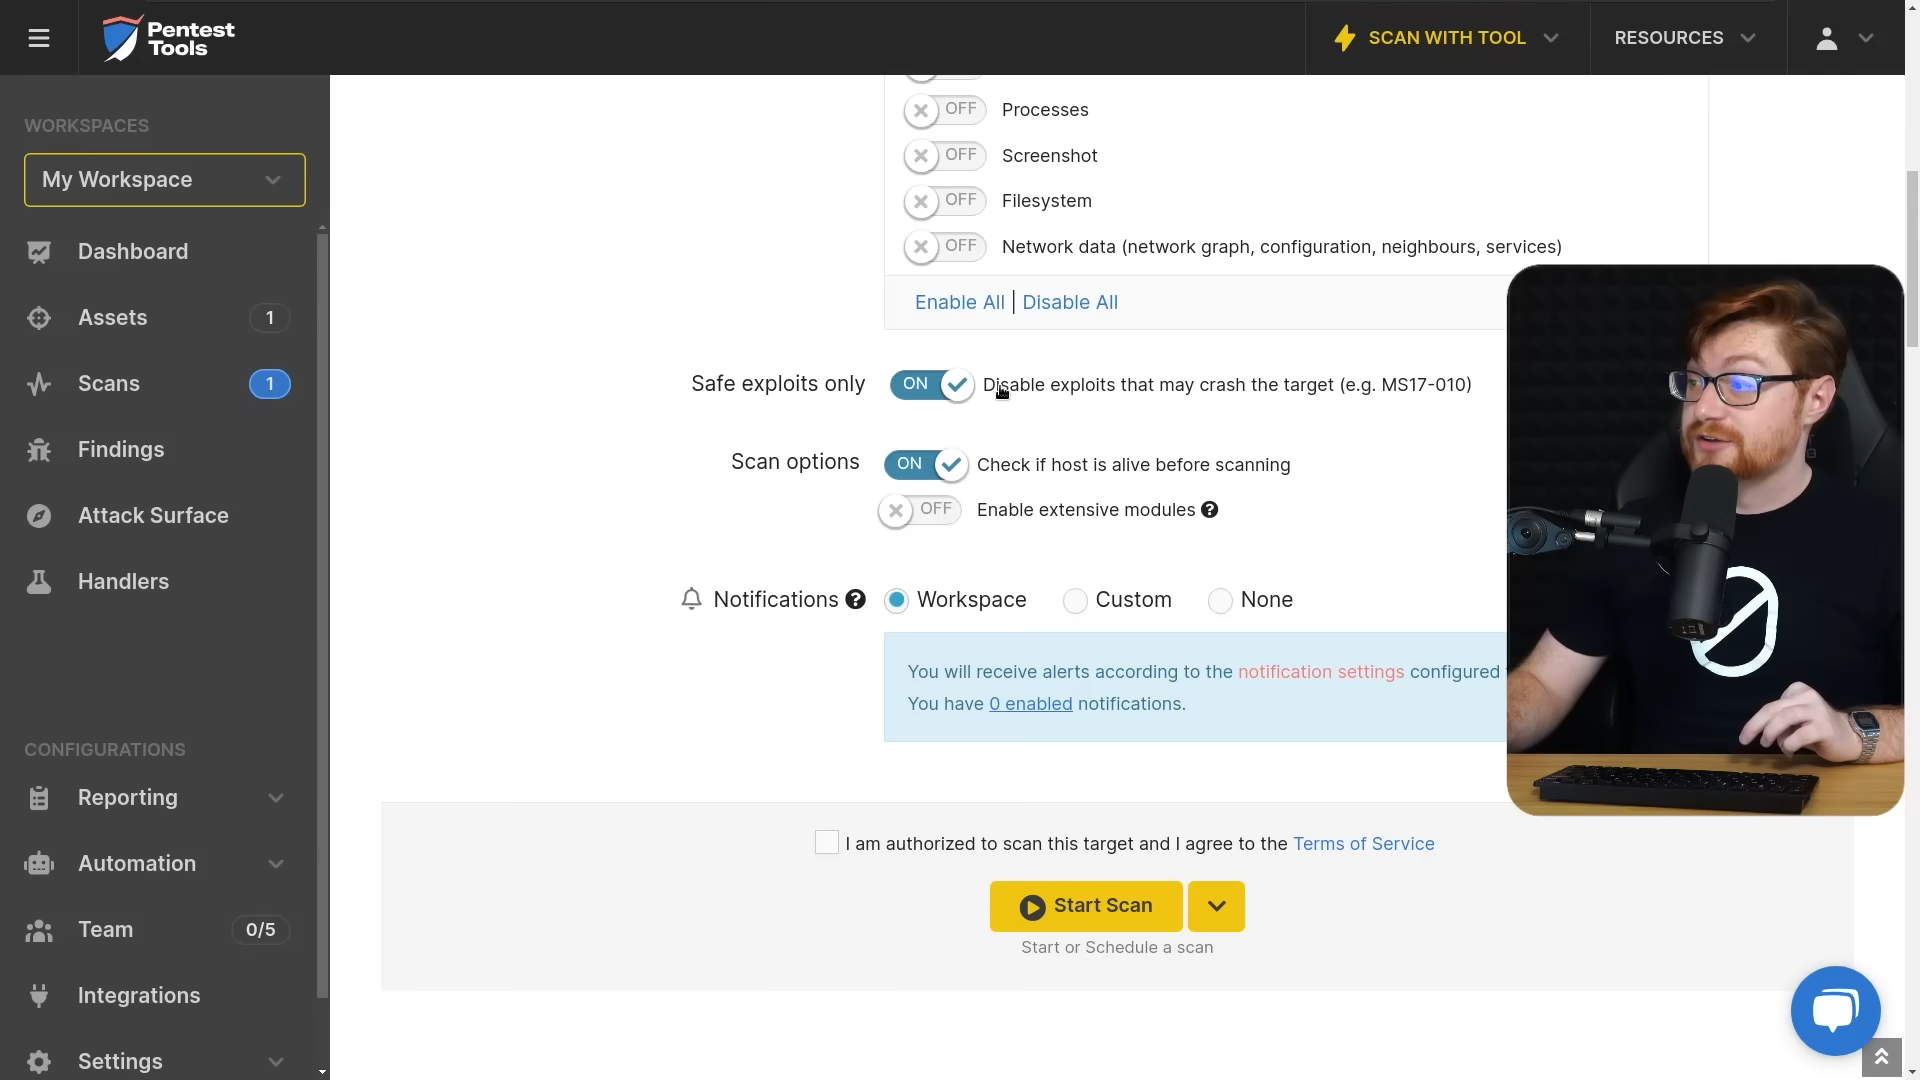 Pentest
Tools
SCAN WITH TOOL
RESOURCES
WORKSPACES
My Workspace
Dashboard
Assets 1
Scans 1
Findings
Attack Surface
Handlers
CONFIGURATIONS
Reporting
Automation
Team 0/5
Integrations
Settings
OFF Processes
OFF Screenshot
OFF Filesystem
OFF Network data (network graph, configuration, neighbours, services)
Enable All | Disable All
Safe exploits only ON Disable exploits that may crash the target (e.g. MS17-010)
Scan options ON Check if host is alive before scanning
OFF Enable extensive modules ?
Notifications ? Workspace Custom None
You will receive alerts according to the notification settings configured
You have 0 enabled notifications.
I am authorized to scan this target and I agree to the Terms of Service
Start Scan
Start or Schedule a scan